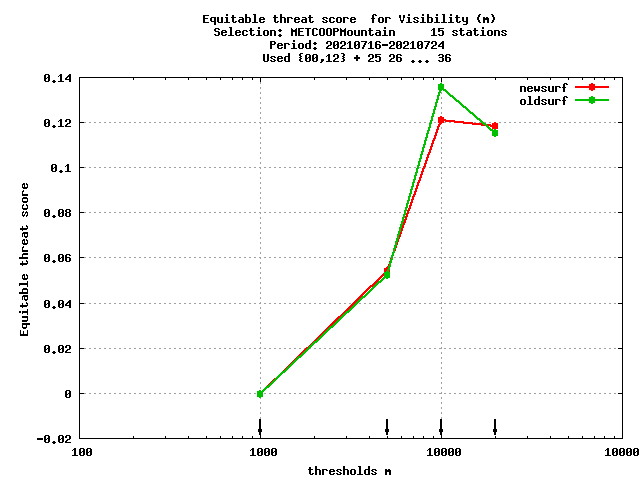 Equitable threat score  for Visibility (m)
Selection: METCOOPMountain     15 stations
Period: 20210716-20210724
Used {00,12} + 25 26 ... 36
newsurf
oldsurf
Equitable threat score
0.14
0.12
0.1
0.08
0.06
0.04
0.02
0
-0.02
100
1000
10000
10000
thresholds m